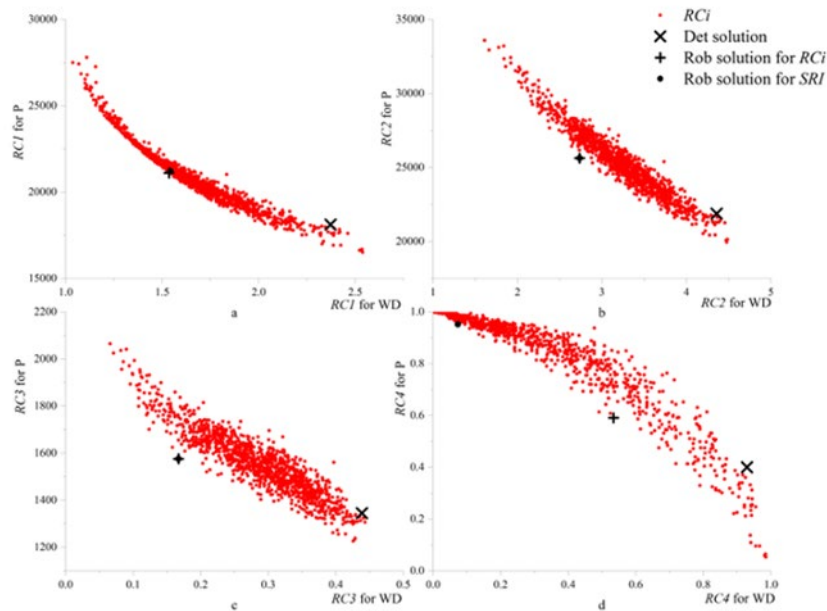 RCi
Det solution
Rob solution for RCi
Rob solution for SRI
30000
25000
20000
15000
RC1 for P
1.0 1.5 2.0 2.5
RC1 for WD
a
35000
30000
25000
20000
RC2 for P
1 2 3 4 5
RC2 for WD
b
2200
2000
1800
1600
1400
1200
RC3 for P
0.0 0.1 0.2 0.3 0.4 0.5
RC3 for WD
c
1.0
0.8
0.6
0.4
0.2
0.0
RC4 for P
0.0 0.2 0.4 0.6 0.8 1.0
RC4 for WD
d